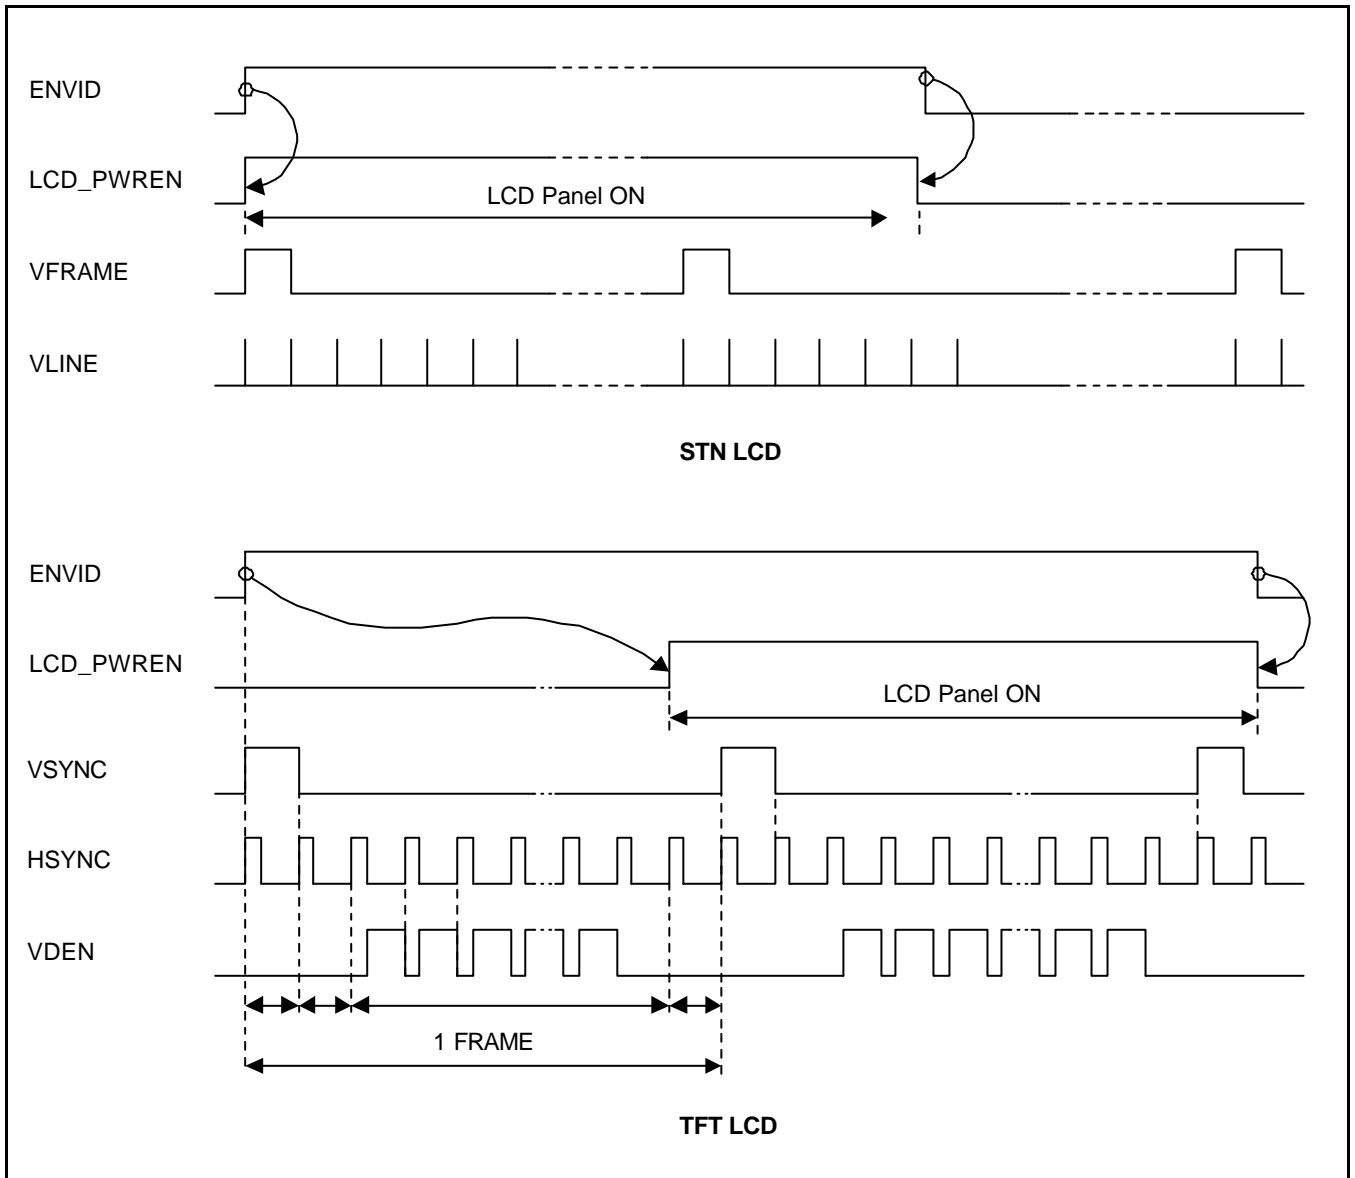 ENVID
LCD_PWREN
LCD Panel ON
VFRAME
VLINE
STN LCD
ENVID
LCD_PWREN
LCD Panel ON
VSYNC
HSYNC
VDEN
1 FRAME
TFT LCD